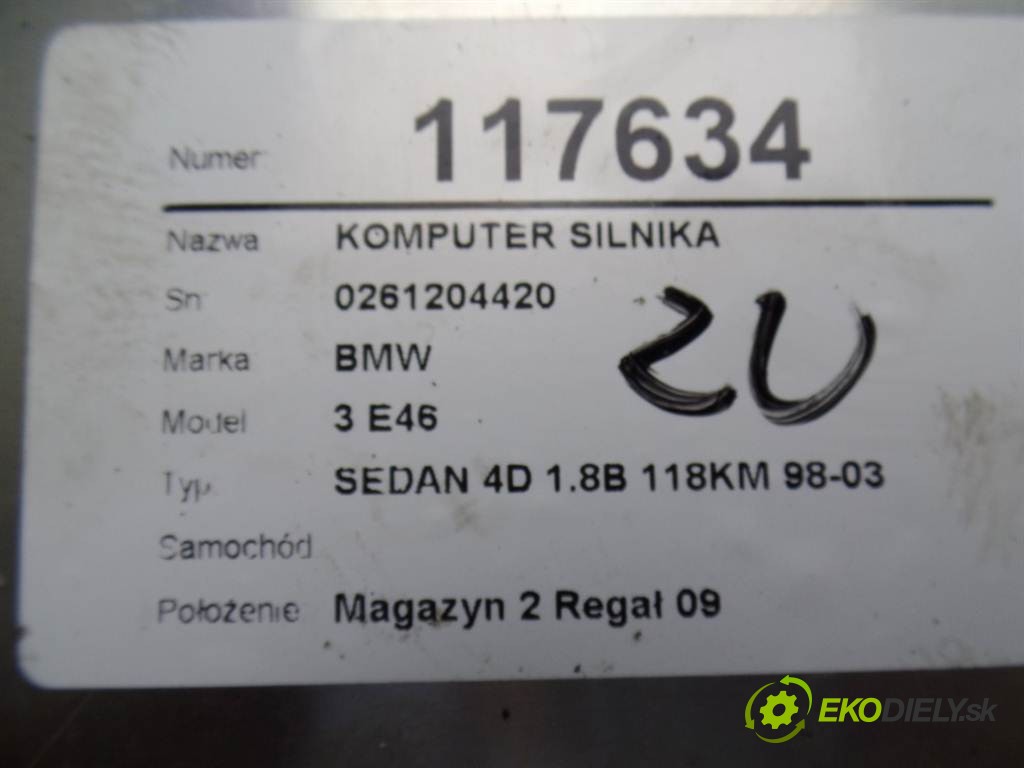 Numer 117634
Nazwa KOMPUTER SILNIKA
Sn 0261204420
Marka BMW
Model 3 E46
Typ SEDAN 4D 1.8B 118KM 98-03
Samochód
Położenie Magazyn 2 Regał 09
EKODIELY.sk